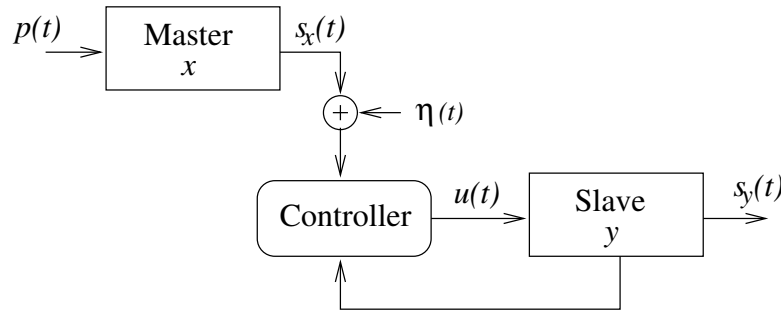 p(t)
Master
x
s_x(t)
+
η(t)
Controller
u(t)
Slave
y
s_y(t)